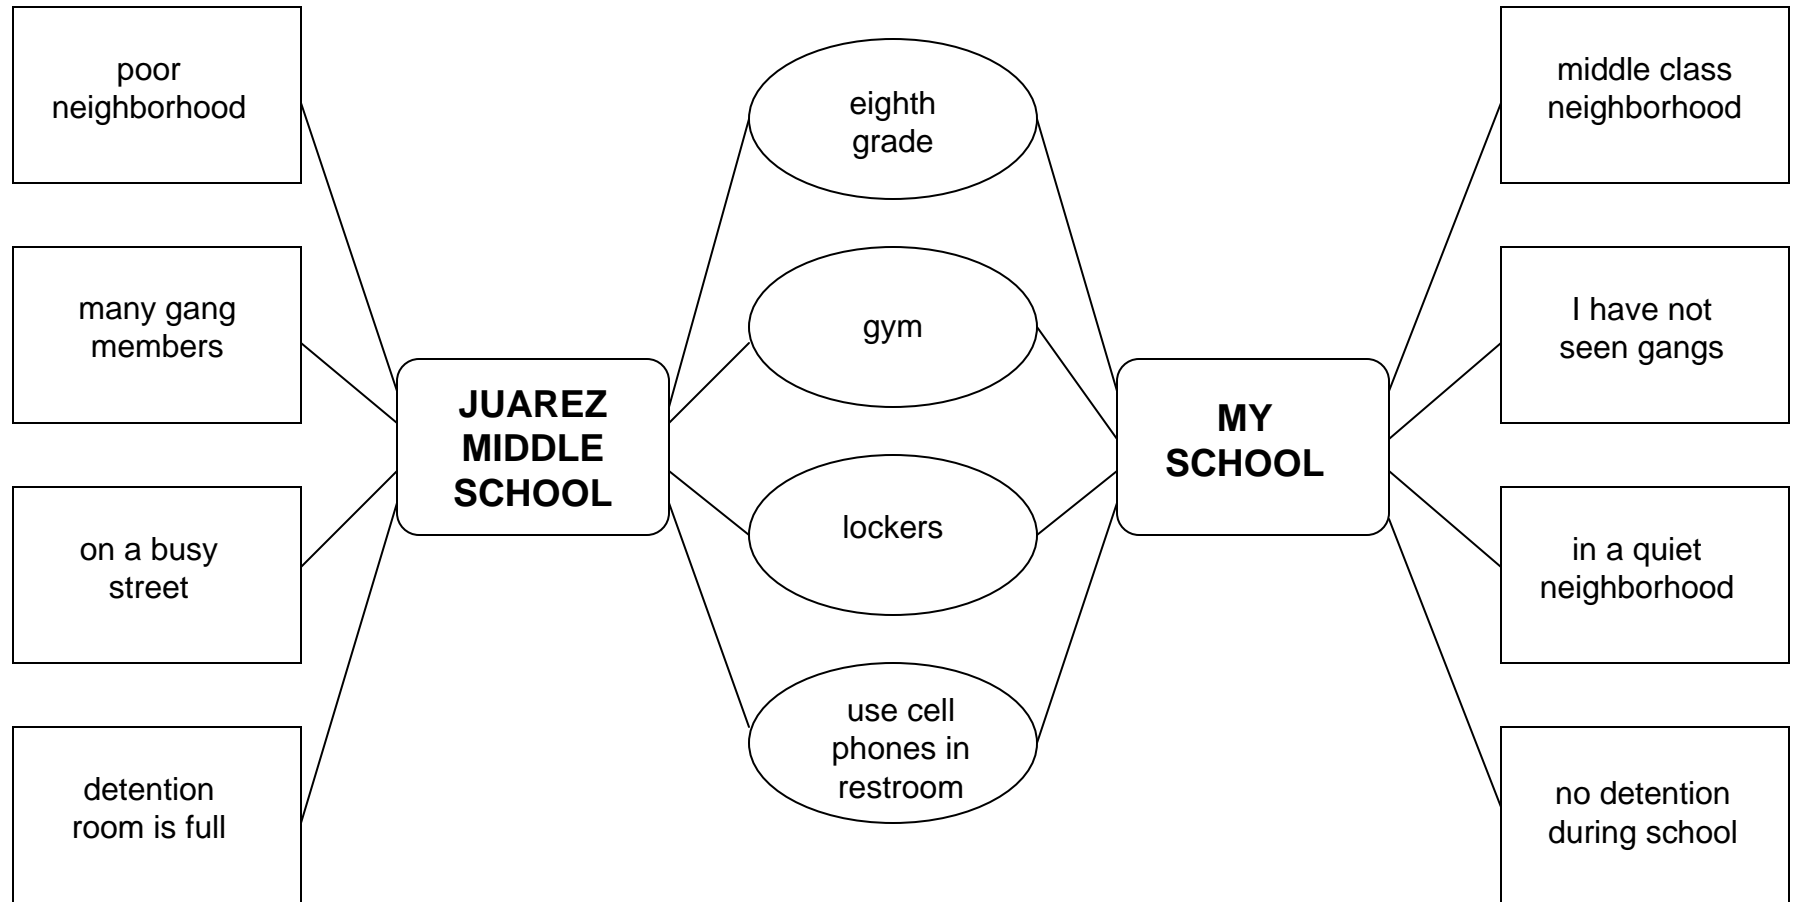 poor
neighborhood
many gang
members
on a busy
street
detention
room is full
JUAREZ
MIDDLE
SCHOOL
eighth
grade
gym
lockers
use cell
phones in
restroom
MY
SCHOOL
middle class
neighborhood
I have not
seen gangs
in a quiet
neighborhood
no detention
during school